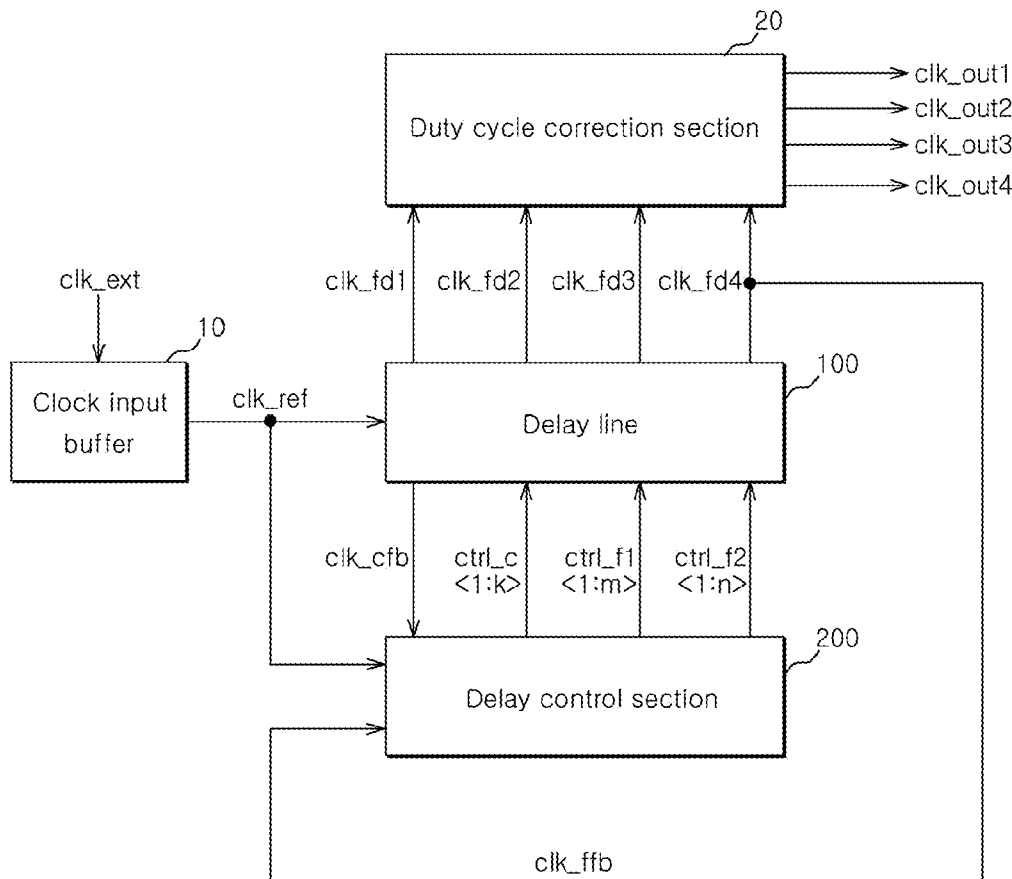 20
Duty cycle correction section
clk_out1
clk_out2
clk_out3
clk_out4
clk_fd1
clk_fd2
clk_fd3
clk_fd4
clk_ext
10
Clock input
buffer
clk_ref
100
Delay line
clk_cfb
ctrl_c
<1:k>
ctrl_f1
<1:m>
ctrl_f2
<1:n>
200
Delay control section
clk_ffb